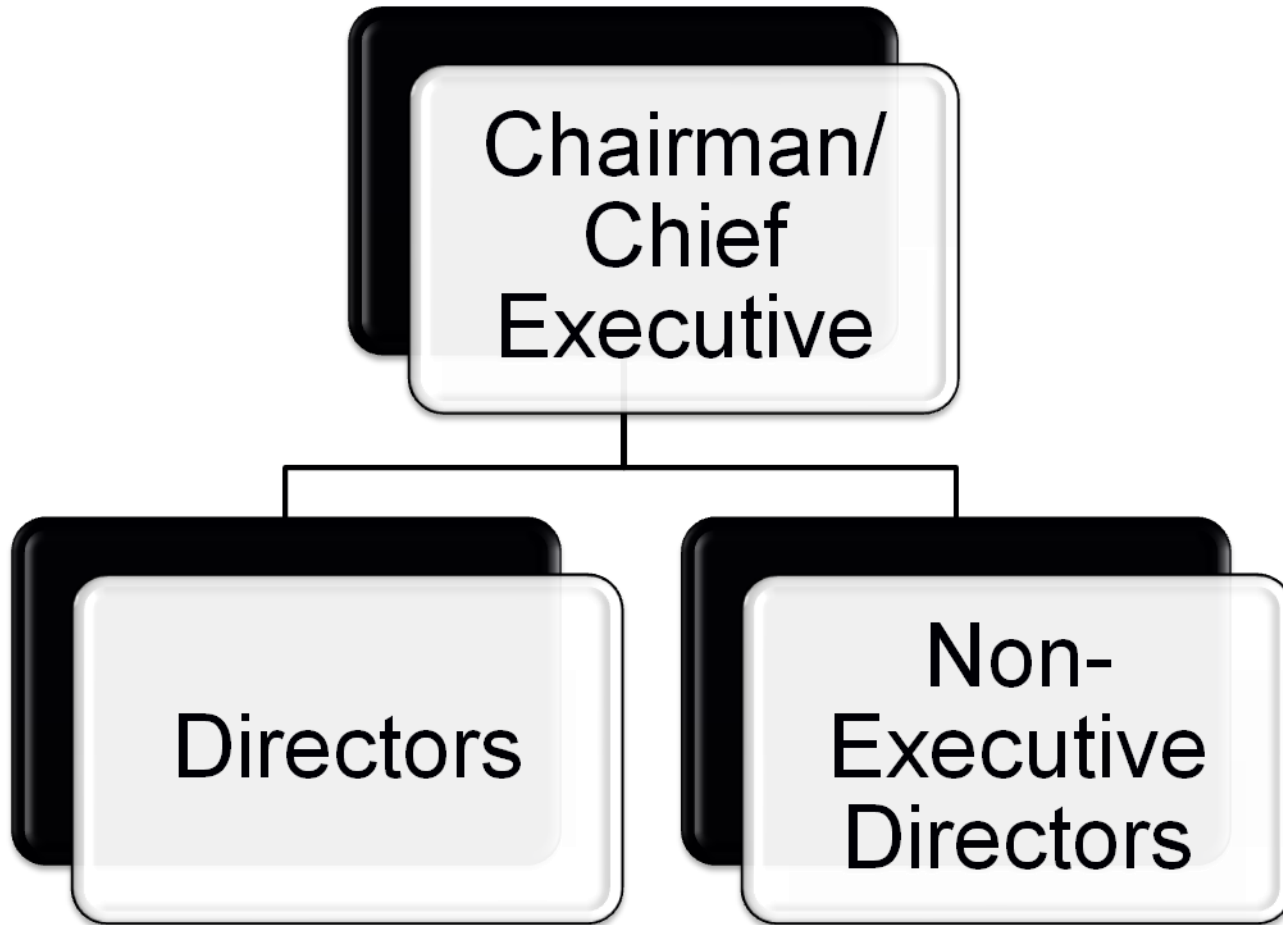 Chairman/
Chief
Executive
Directors
Non-
Executive
Directors